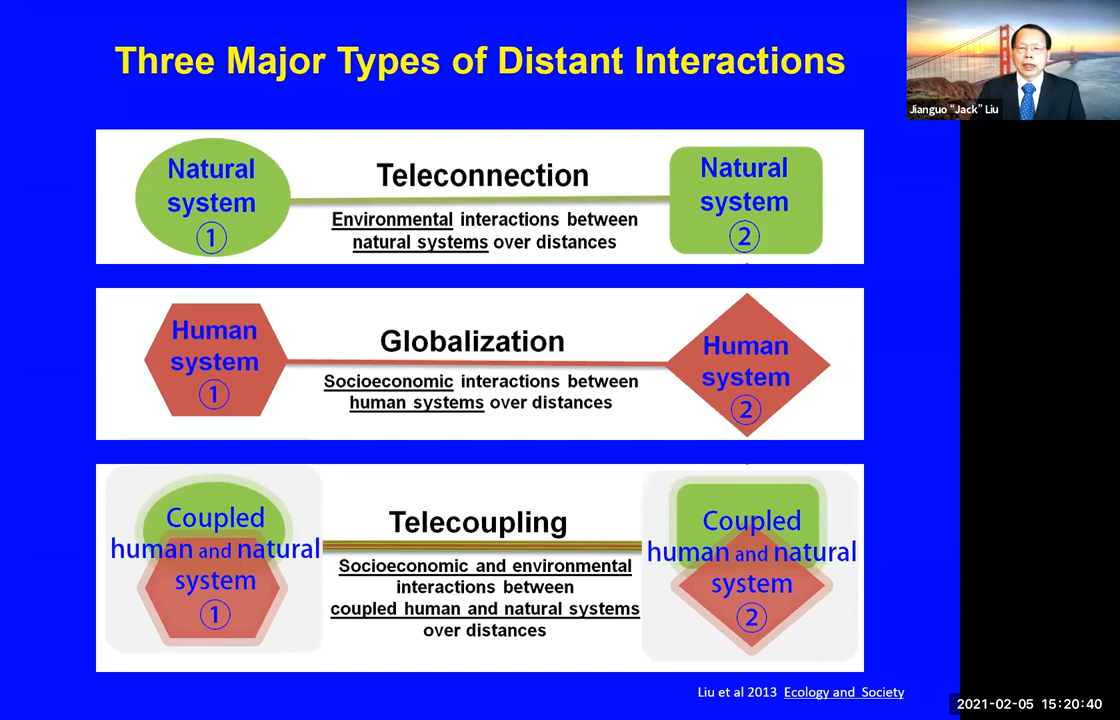 Three Major Types of Distant Interactions
Jianguo "Jack" Liu
Natural
system
①
Teleconnection
Environmental interactions between
natural systems over distances
Natural
system
②
Human
system
①
Globalization
Socioeconomic interactions between
human systems over distances
Human
system
②
Coupled
human and natural
system
①
Telecoupling
Socioeconomic and environmental
interactions between
coupled human and natural systems
over distances
Coupled
human and natural
system
②
Liu et al 2013 Ecology and Society
2021-02-05 15:20:40